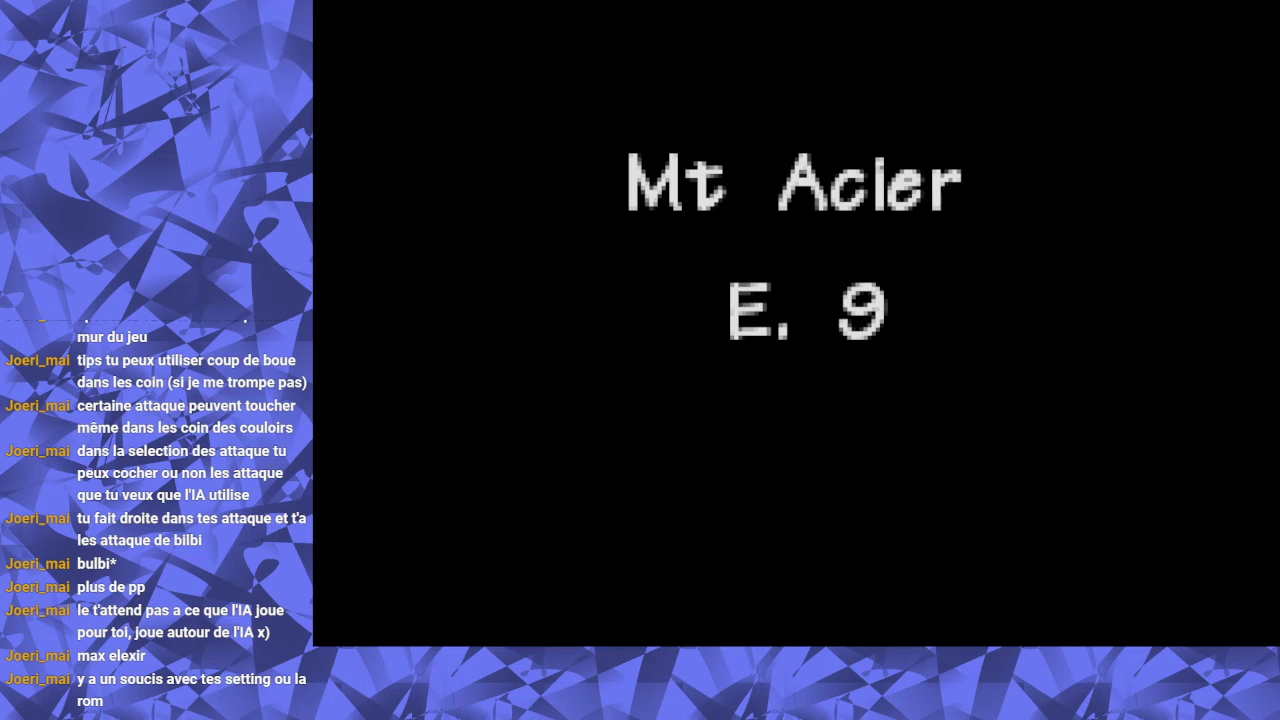 mur du jeu
Joeri_mai tips tu peux utiliser coup de boue
dans les coin (si je me trompe pas)
Joeri_mai certaine attaque peuvent toucher
même dans les coin des couloirs
Joeri_mai dans la selection des attaque tu
peux cocher ou non les attaque
que tu veux que l'IA utilise
Joeri_mai tu fait droite dans tes attaque et t'a
les attaque de bilbi
Joeri_mai bulbi*
Joeri_mai plus de pp
Joeri_mai le t'attend pas a ce que l'IA joue
pour toi, joue autour de l'IA x)
Joeri_mai max elexir
Joeri_mai y a un soucis avec tes setting ou la
rom
Mt Acier
E. 9